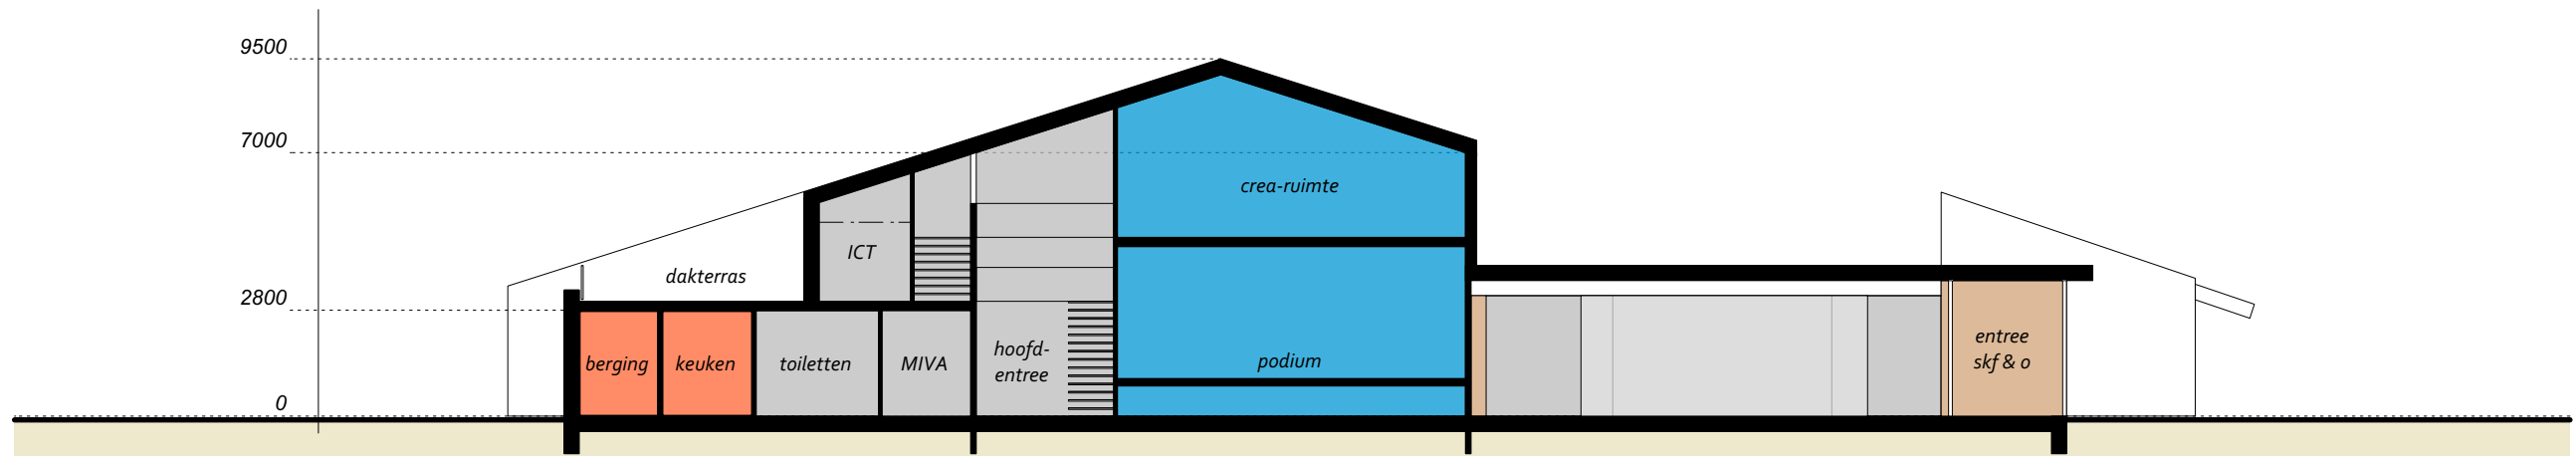 9500
7000
2800
0
crea-ruimte
ICT
dakterras
berging
keuken
toiletten
MIVA
hoofd-
entree
podium
entree
skf & o